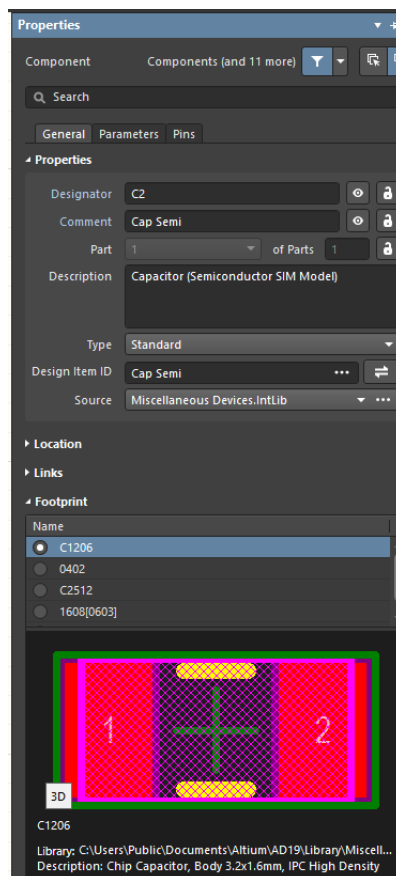 Properties
Component Components (and 11 more)
Search
General Parameters Pins
Properties
Designator C2
Comment Cap Semi
Part 1 of Parts 1
Description Capacitor (Semiconductor SIM Model)
Type Standard
Design Item ID Cap Semi ...
Source Miscellaneous Devices.IntLib ...
Location
Links
Footprint
Name
C1206
0402
C2512
1608[0603]
1 2
3D
C1206
Library: C:\Users\Public\Documents\Altium\AD19\Library\Miscell...
Description: Chip Capacitor, Body 3.2x1.6mm, IPC High Density